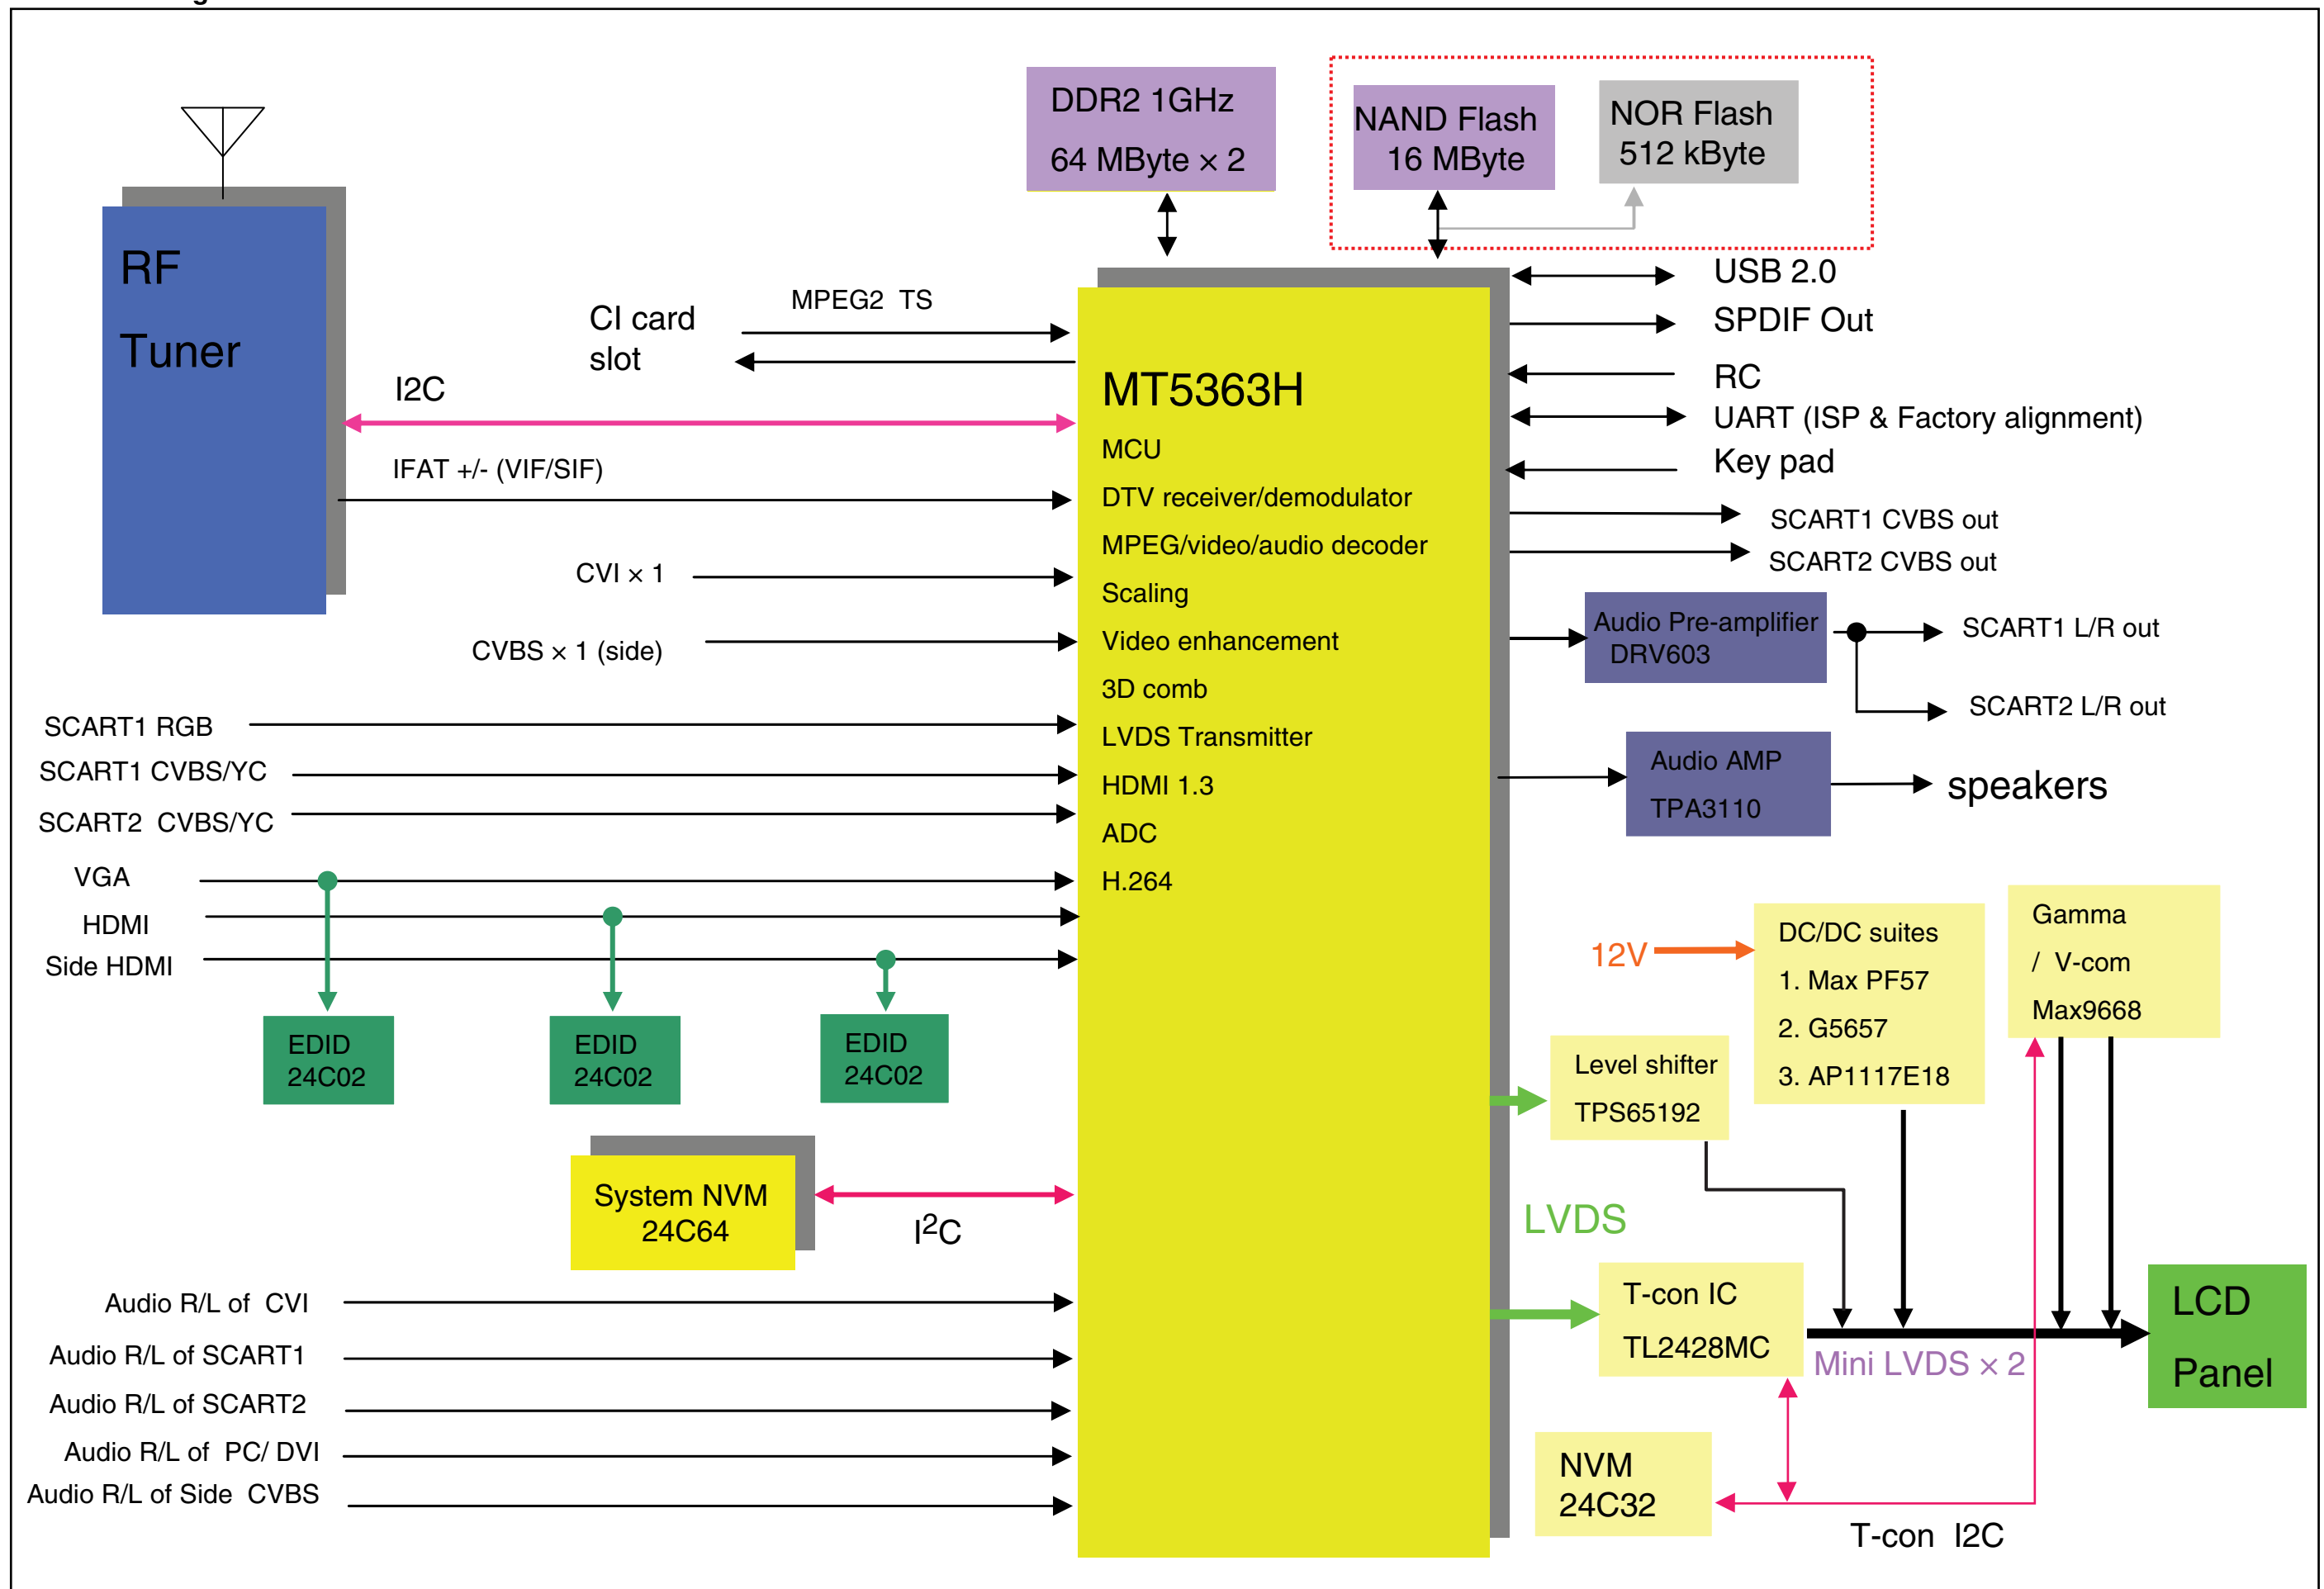 DDR2 1GHz
64 MByte × 2
NAND Flash
16 MByte
NOR Flash
512 kByte
RF
Tuner
CI card
slot
MPEG2 TS
I2C
IFAT +/- (VIF/SIF)
CVI × 1
CVBS × 1 (side)
SCART1 RGB
SCART1 CVBS/YC
SCART2 CVBS/YC
VGA
HDMI
Side HDMI
EDID
24C02
EDID
24C02
EDID
24C02
System NVM
24C64
I²C
Audio R/L of CVI
Audio R/L of SCART1
Audio R/L of SCART2
Audio R/L of PC/ DVI
Audio R/L of Side CVBS
MT5363H
MCU
DTV receiver/demodulator
MPEG/video/audio decoder
Scaling
Video enhancement
3D comb
LVDS Transmitter
HDMI 1.3
ADC
H.264
USB 2.0
SPDIF Out
RC
UART (ISP & Factory alignment)
Key pad
SCART1 CVBS out
SCART2 CVBS out
Audio Pre-amplifier
DRV603
SCART1 L/R out
SCART2 L/R out
Audio AMP
TPA3110
speakers
12V
DC/DC suites
1. Max PF57
2. G5657
3. AP1117E18
Gamma
/ V-com
Max9668
Level shifter
TPS65192
LVDS
T-con IC
TL2428MC
Mini LVDS × 2
LCD
Panel
NVM
24C32
T-con I2C